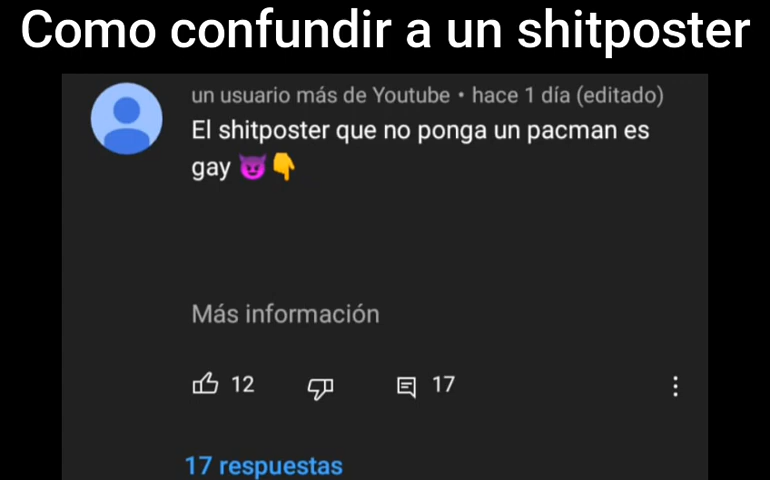 Como confundir a un shitposter
un usuario más de Youtube • hace 1 día (editado)
El shitposter que no ponga un pacman es
gay 😈👇
Más información
12 17
17 respuestas